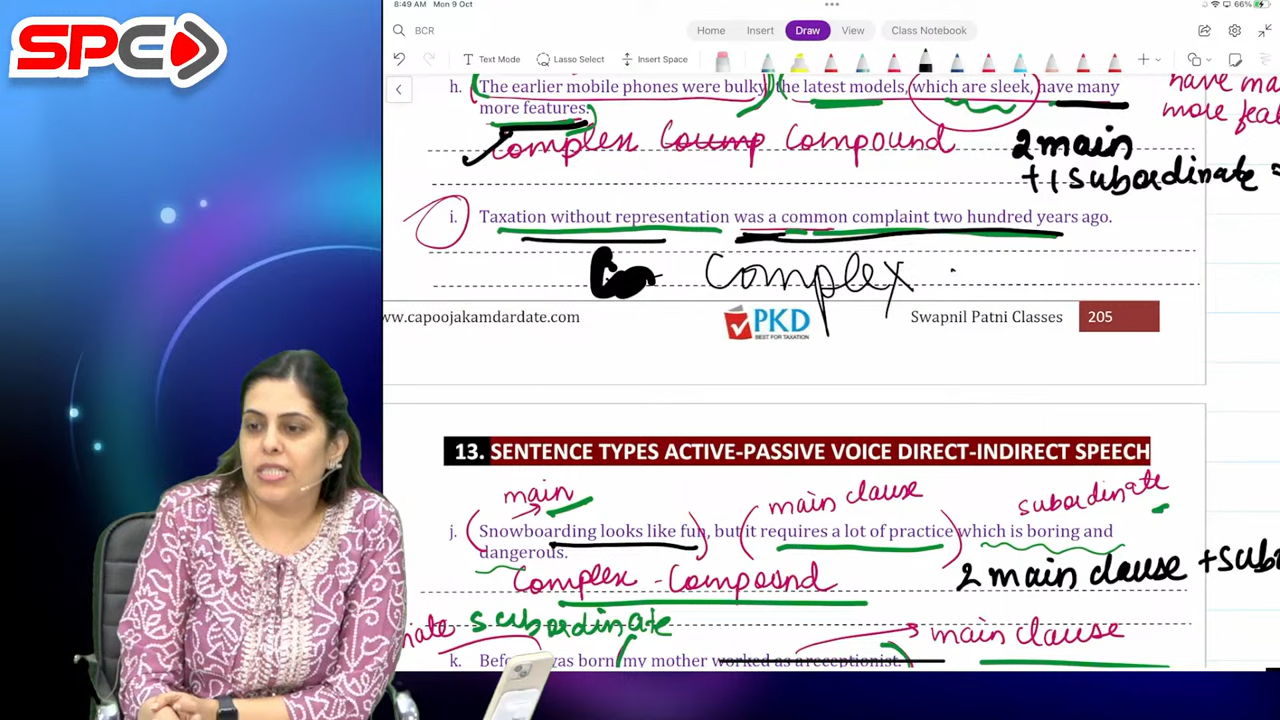 8:49 AM Mon 9 Oct
66%
SPC
BCR
Home Insert Draw View Class Notebook
Text Mode Lasso Select Insert Space
h. The earlier mobile phones were bulky, the latest models, which are sleek, have many
more features.
have ma
more fea
Complex Compound
2 main
+ 1 subordinate =
i. Taxation without representation was a common complaint two hundred years ago.
Complex
www.capoojakamdardate.com
PKD
BEST FOR TAXATION
Swapnil Patni Classes 205
13. SENTENCE TYPES ACTIVE-PASSIVE VOICE DIRECT-INDIRECT SPEECH
main
main clause
subordinate
j. Snowboarding looks like fun, but it requires a lot of practice which is boring and
dangerous.
Complex - Compound
2 main clause + sub
nate
subordinate
main clause
k. was born my mother worked as a receptionist.